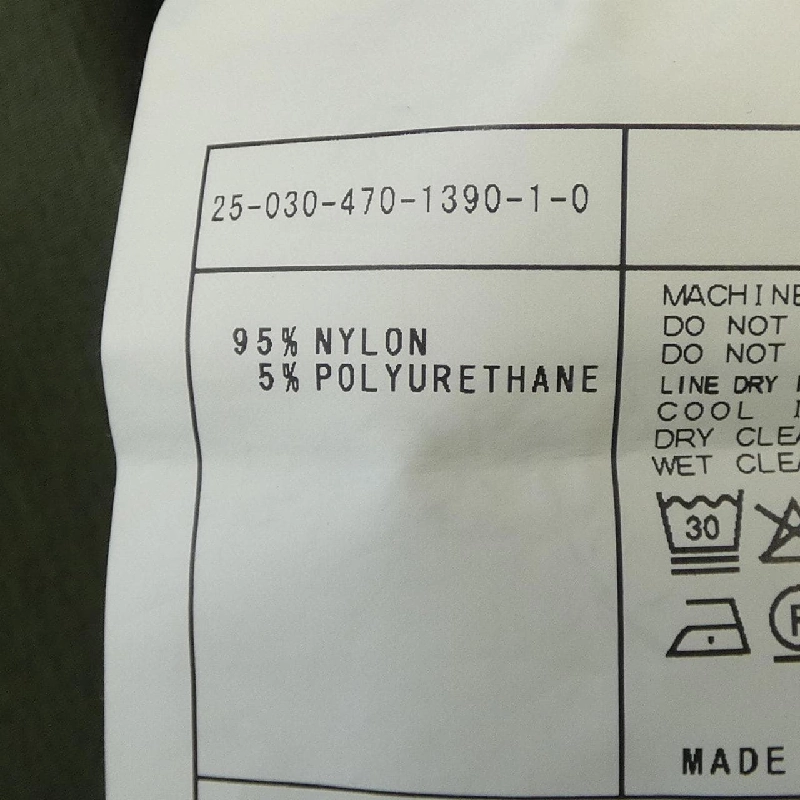 25-030-470-1390-1-0
95% NYLON
5% POLYURETHANE
MACHINE
DO NOT
DO NOT
LINE DRY
COOL
DRY
WET
30
MADE